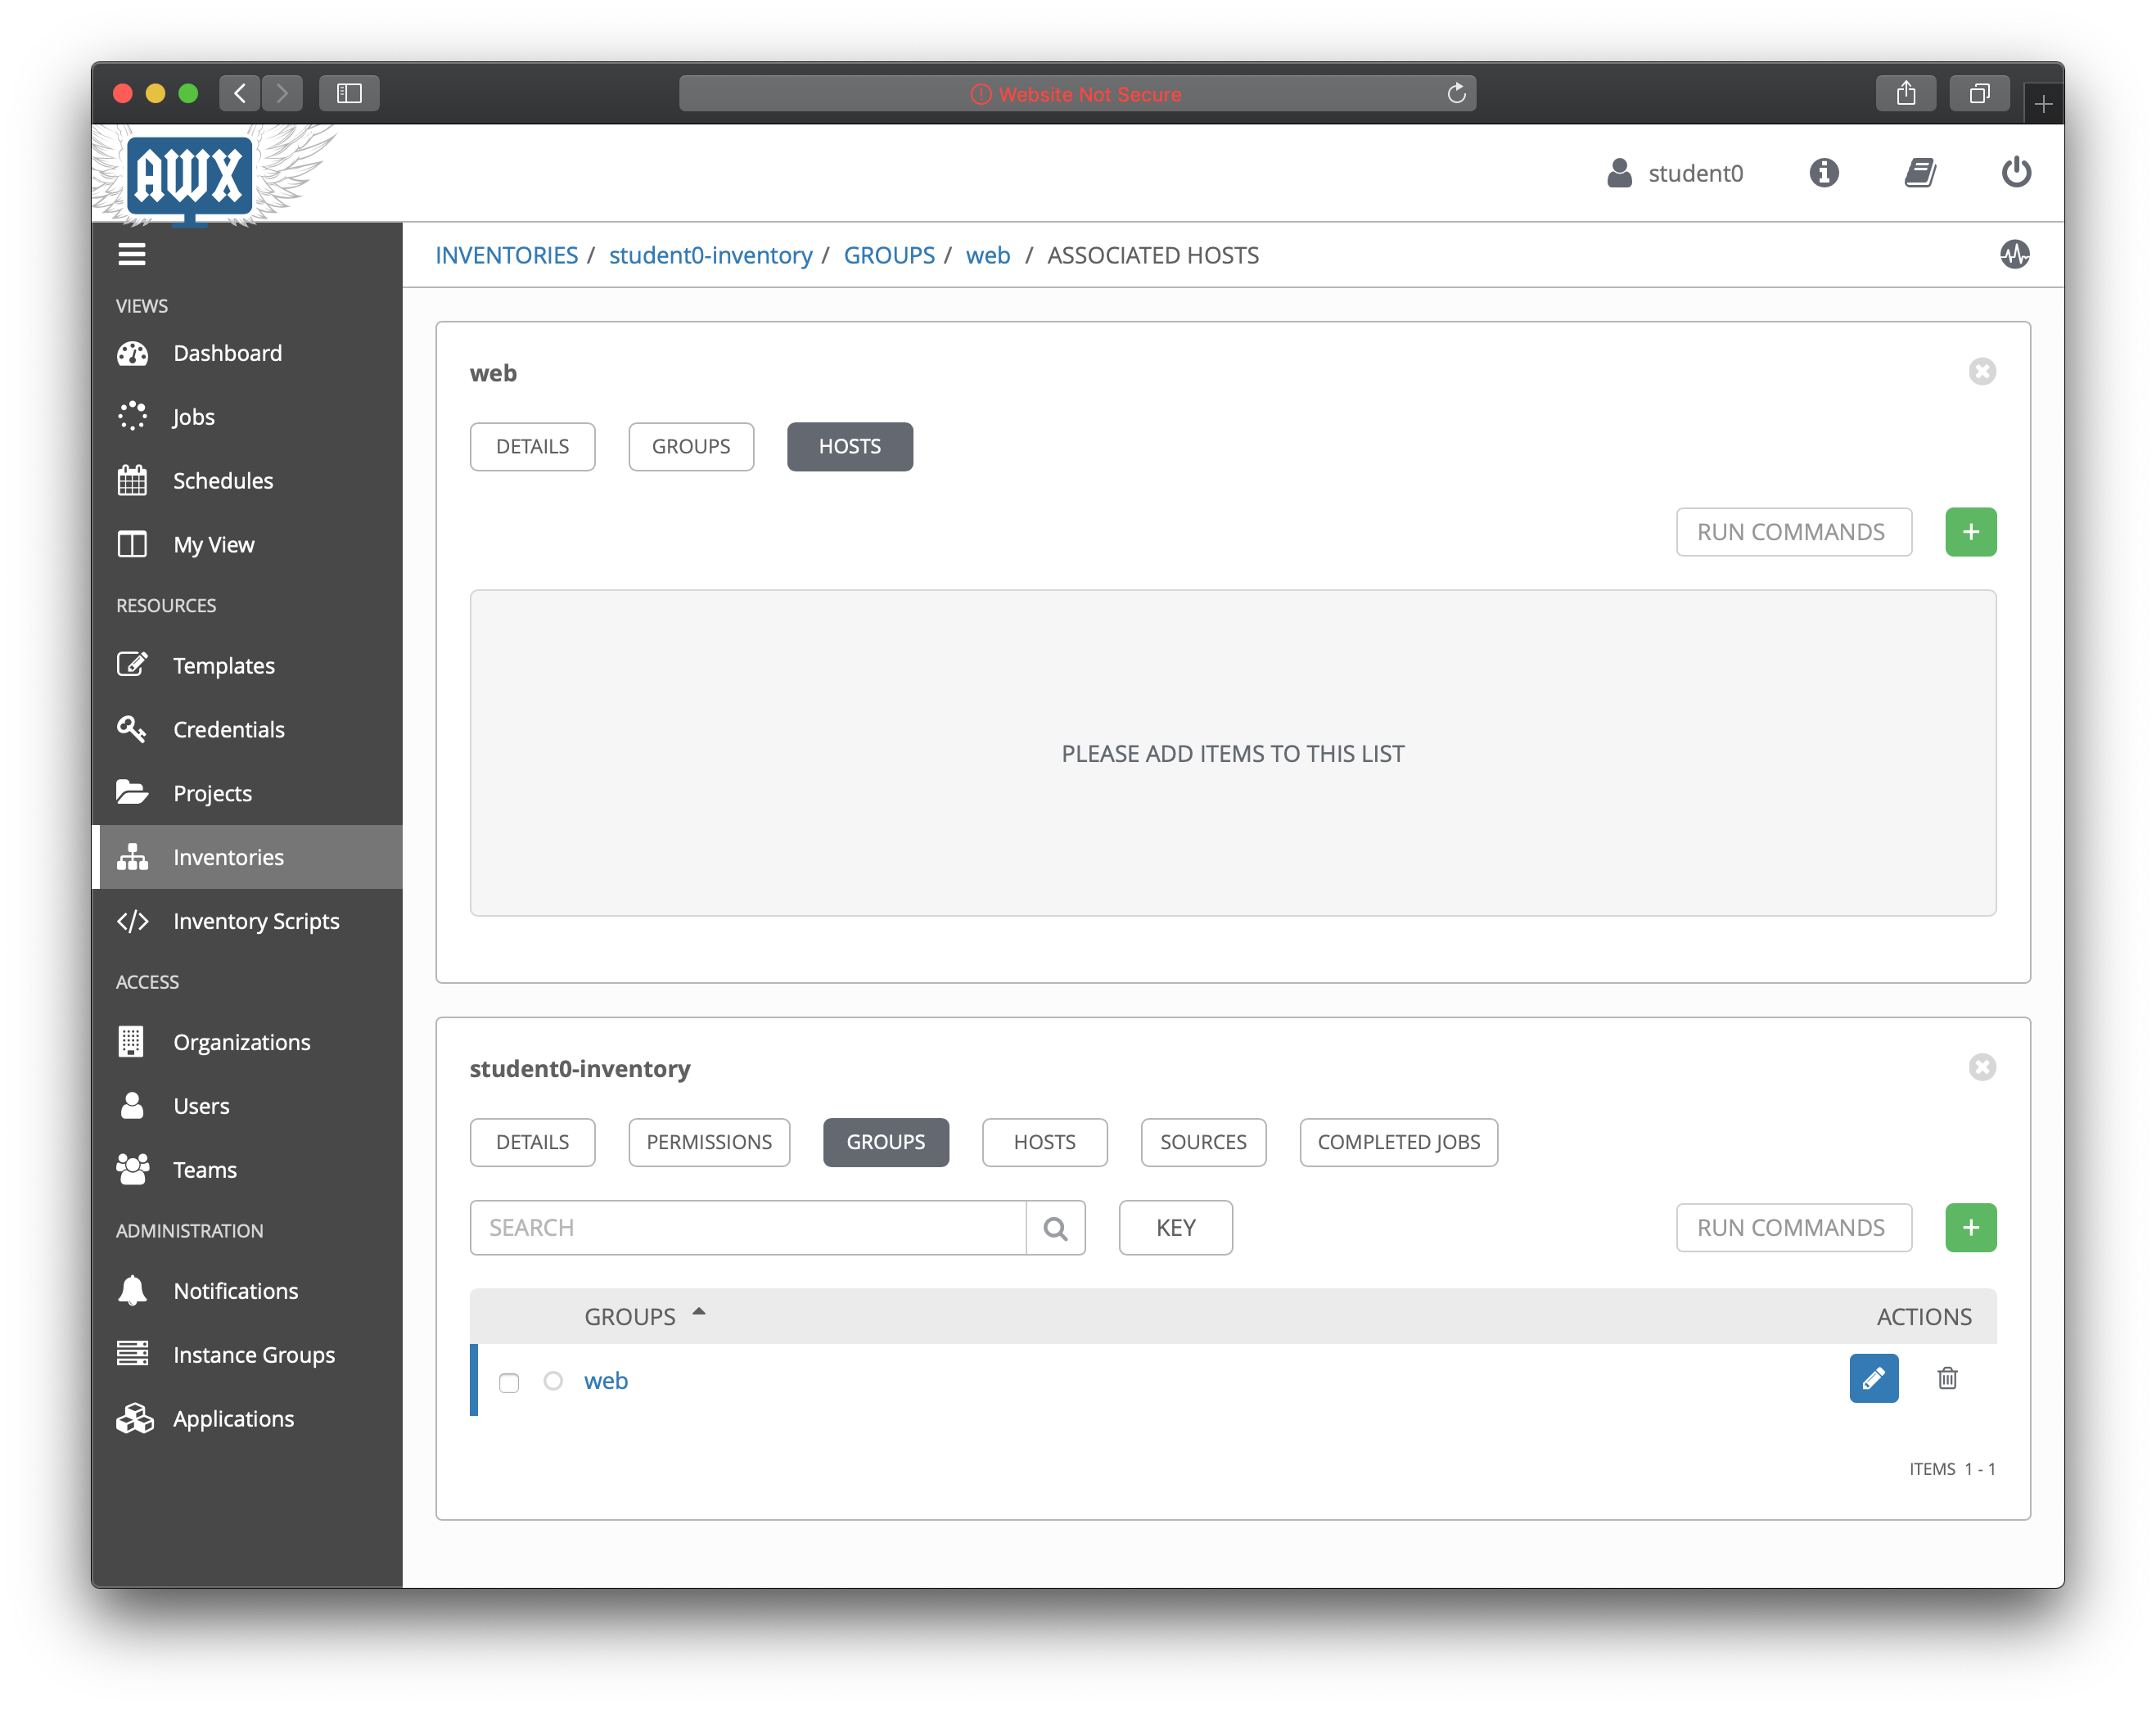 Website Not Secure
AWX
student0
INVENTORIES / student0-inventory / GROUPS / web / ASSOCIATED HOSTS
VIEWS
Dashboard
Jobs
Schedules
My View
RESOURCES
Templates
Credentials
Projects
Inventories
Inventory Scripts
ACCESS
Organizations
Users
Teams
ADMINISTRATION
Notifications
Instance Groups
Applications
web
DETAILS GROUPS HOSTS
RUN COMMANDS +
PLEASE ADD ITEMS TO THIS LIST
student0-inventory
DETAILS PERMISSIONS GROUPS HOSTS SOURCES COMPLETED JOBS
SEARCH KEY RUN COMMANDS +
GROUPS ACTIONS
web
ITEMS 1 - 1